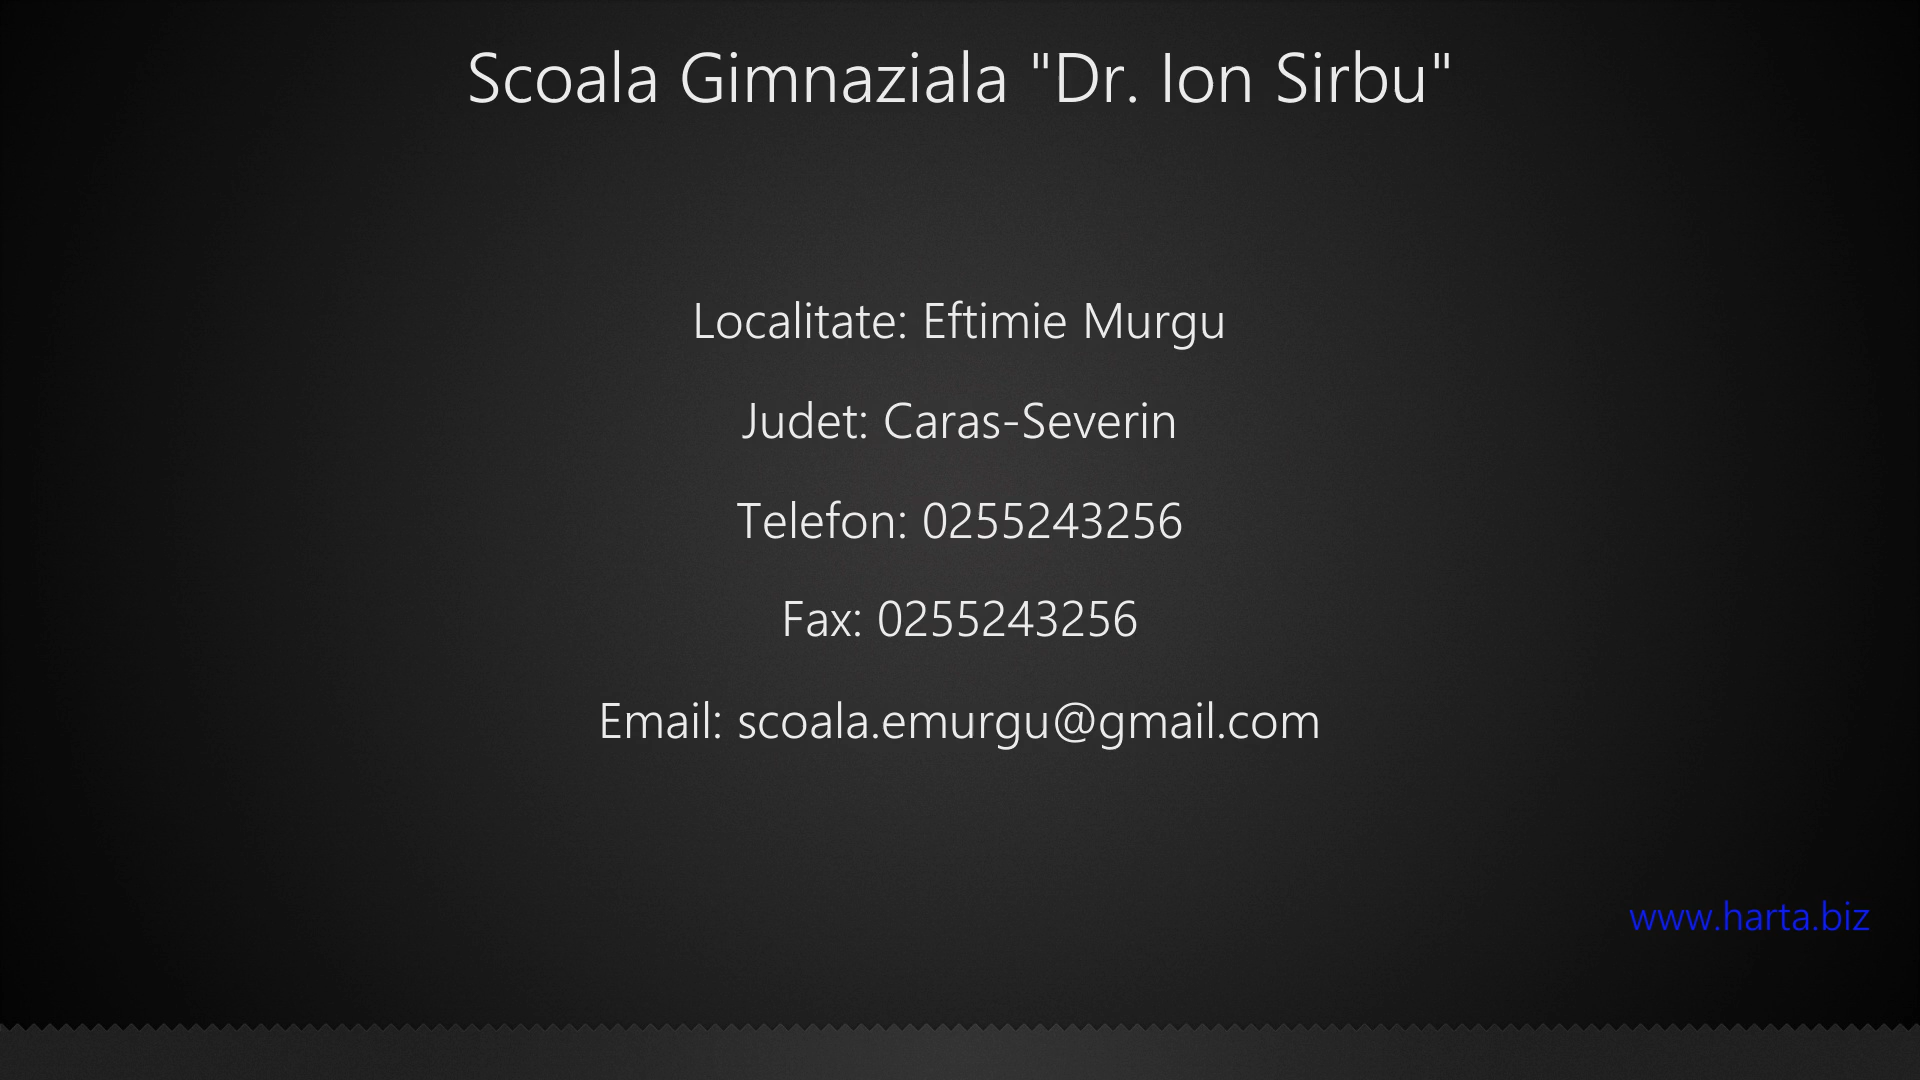 Scoala Gimnaziala "Dr. Ion Sirbu"
Localitate: Eftimie Murgu
Judet: Caras-Severin
Telefon: 0255243256
Fax: 0255243256
Email: scoala.emurgu@gmail.com
www.harta.biz